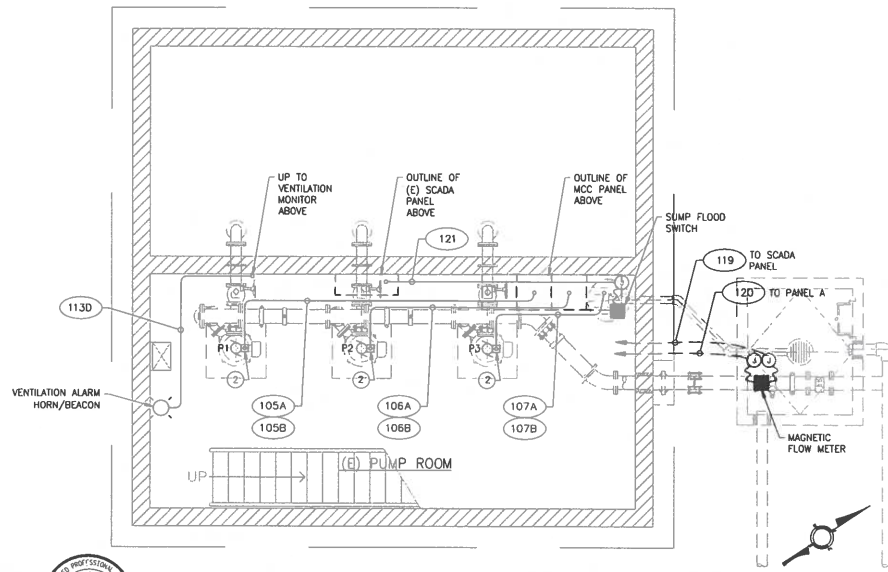 UP TO
VENTILATION
MONITOR
ABOVE
OUTLINE OF
(E) SCADA
PANEL
ABOVE
OUTLINE OF
MCC PANEL
ABOVE
SUMP FLOOD
SWITCH
121
119 TO SCADA
PANEL
120 TO PANEL A
113D
P1
P2
P3
2
2
2
VENTILATION ALARM
HORN/BEACON
105A
105B
106A
106B
107A
107B
MAGNETIC
FLOW METER
(E) PUMP ROOM
UP
PROFESSIONAL